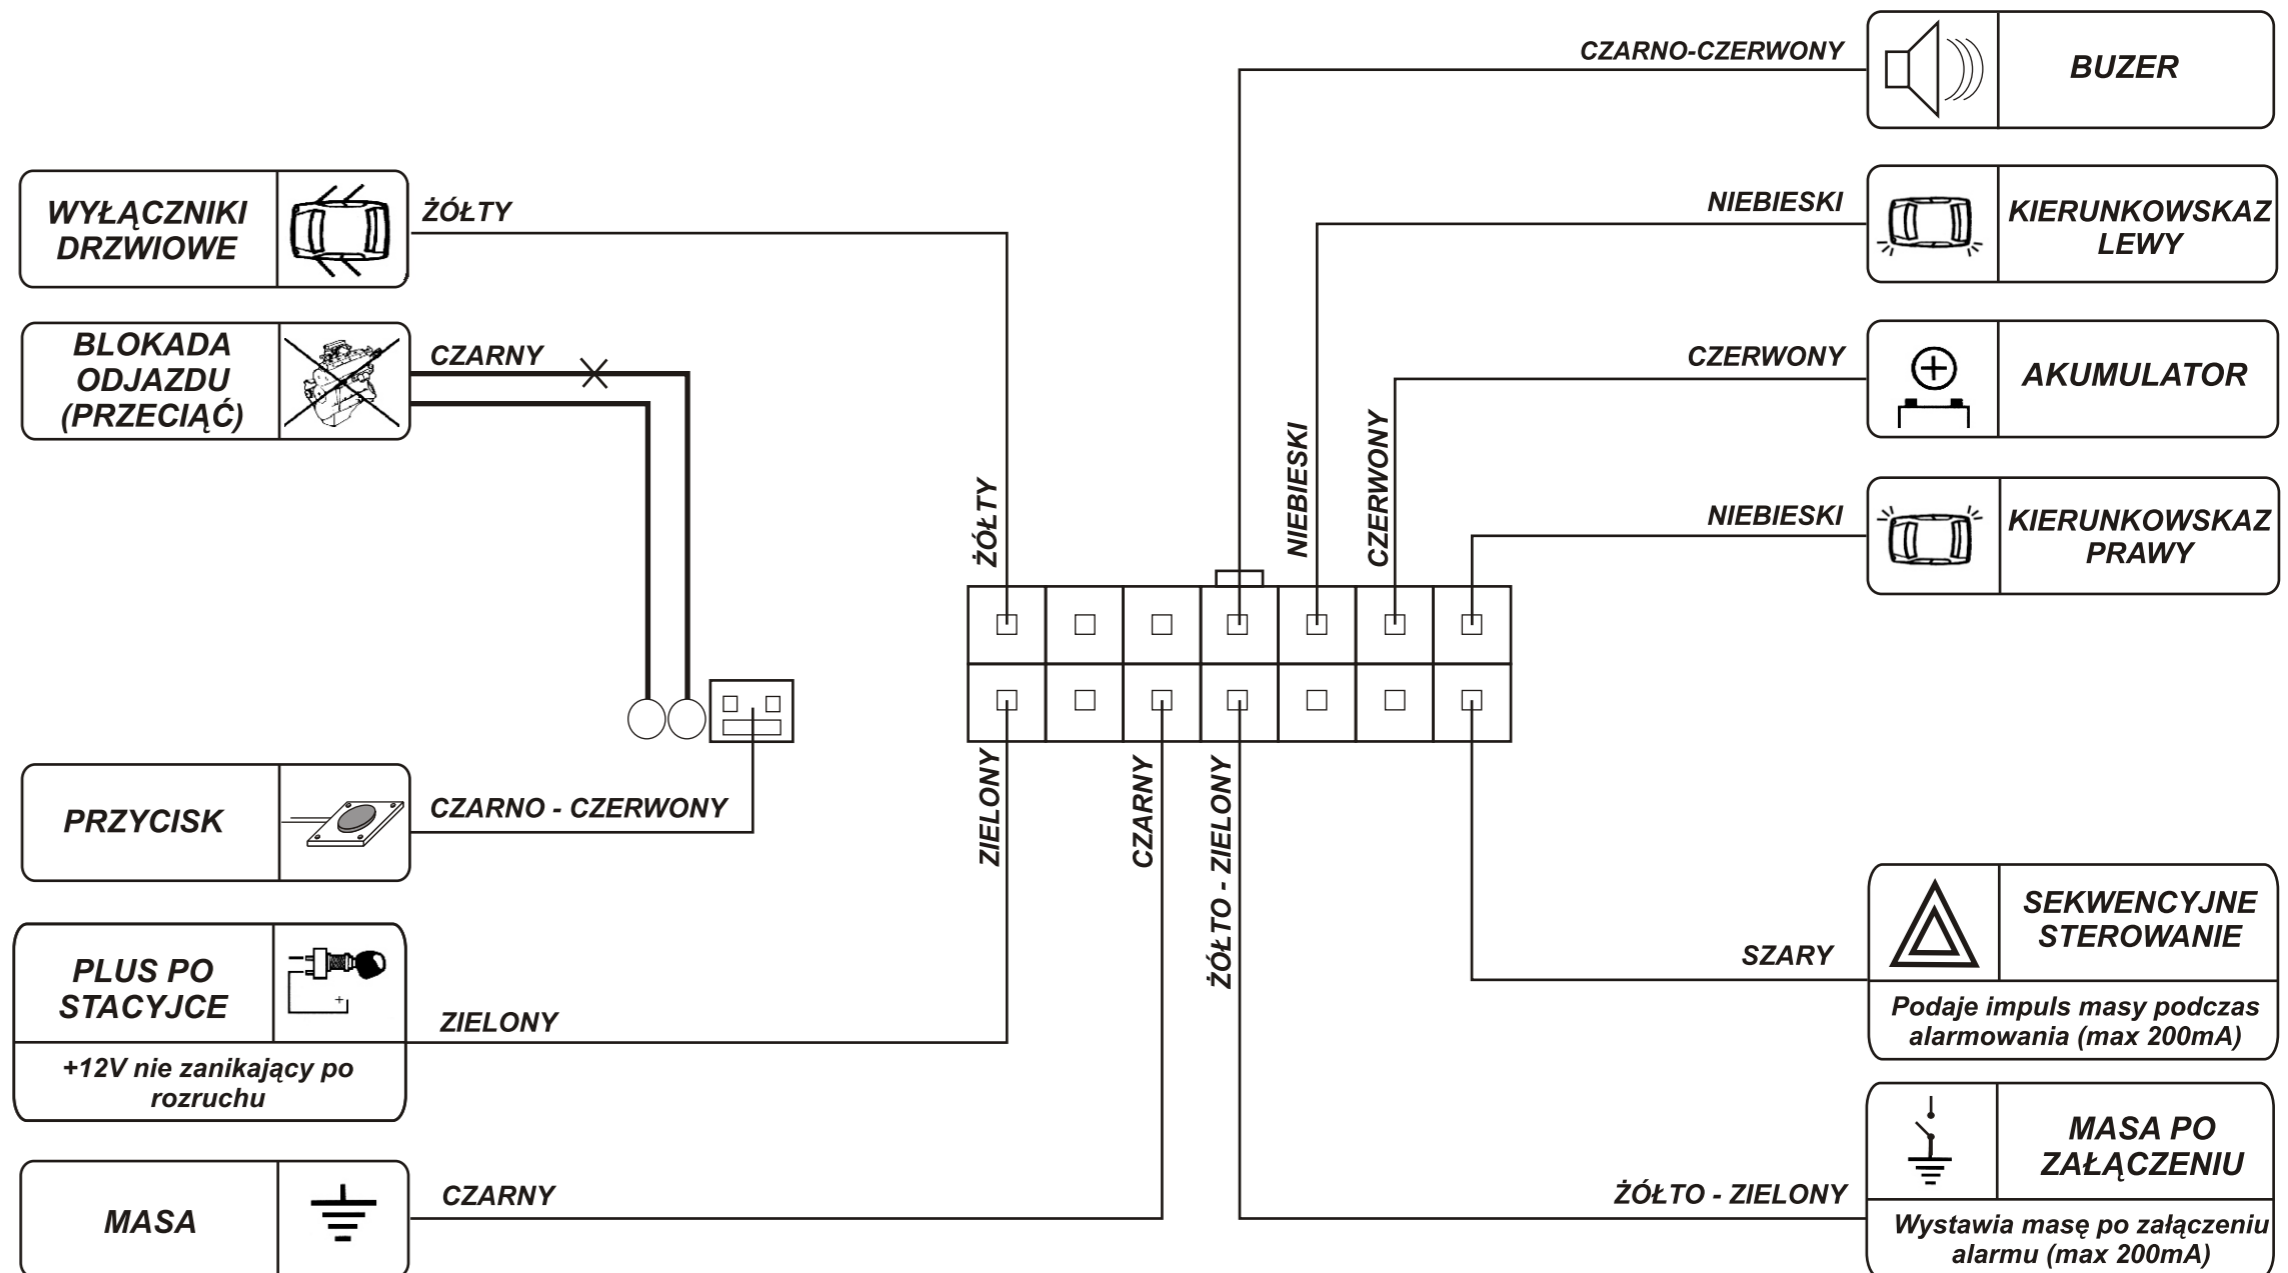 CZARNO-CZERWONY
BUZER
WYŁĄCZNIKI
DRZWIOWE
ŻÓŁTY
NIEBIESKI
KIERUNKOWSKAZ
LEWY
BLOKADA
ODJAZDU
(PRZECIĄĆ)
CZARNY
CZERWONY
AKUMULATOR
ŻÓŁTY
NIEBIESKI
CZERWONY
NIEBIESKI
KIERUNKOWSKAZ
PRAWY
PRZYCISK
CZARNO - CZERWONY
ZIELONY
CZARNY
ŻÓŁTO - ZIELONY
PLUS PO
STACYJCE
+12V nie zanikający po
rozruchu
ZIELONY
SZARY
SEKWENCYJNE
STEROWANIE
Podaje impuls masy podczas
alarmowania (max 200mA)
MASA
CZARNY
ŻÓŁTO - ZIELONY
MASA PO
ZAŁĄCZENIU
Wystawia masę po załączeniu
alarmu (max 200mA)